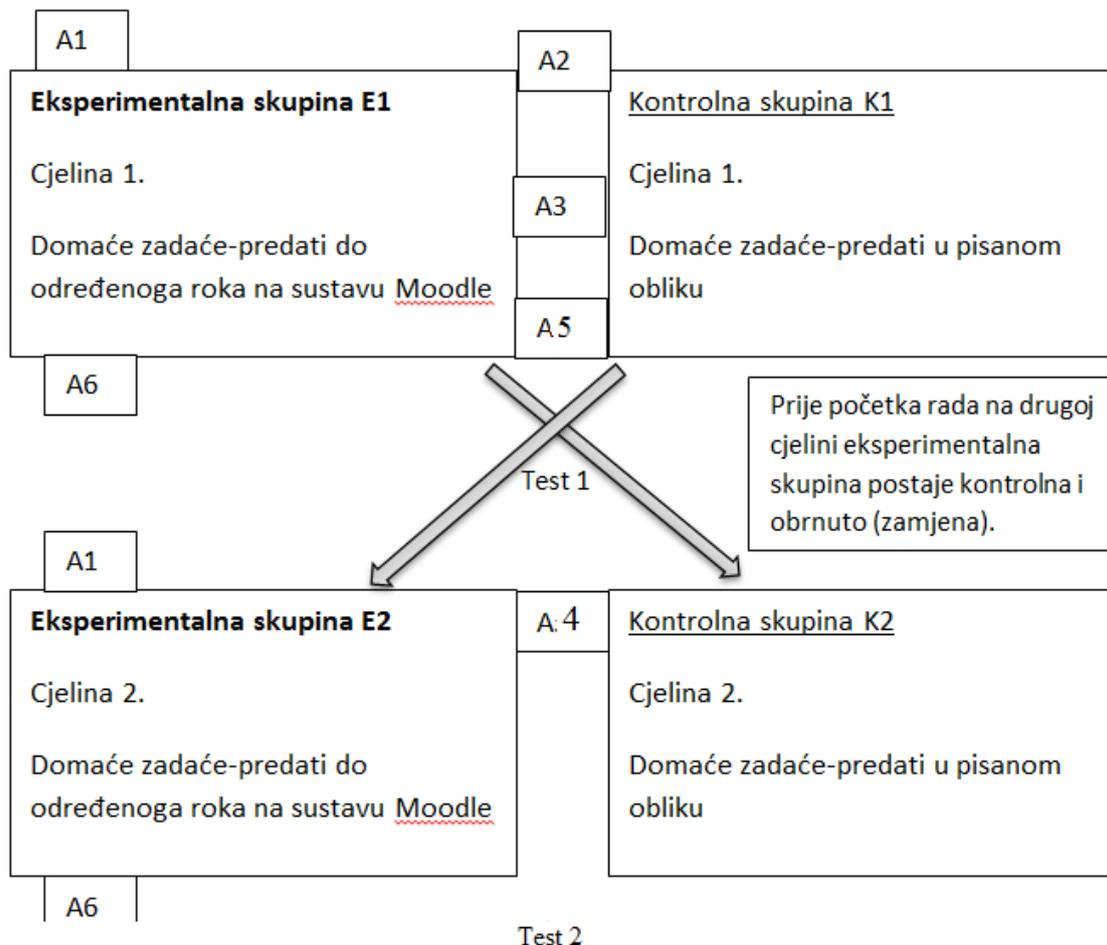 A1
A2
Eksperimentalna skupina E1
Cjelina 1.
Domaće zadaće-predati do
određenoga roka na sustavu Moodle
A3
A5
Kontrolna skupina K1
Cjelina 1.
Domaće zadaće-predati u pisanom
obliku
A6
Test 1
Prije početka rada na drugoj
cjelini eksperimentalna
skupina postaje kontrolna i
obrnuto (zamjena).
A1
Eksperimentalna skupina E2
Cjelina 2.
Domaće zadaće-predati do
određenoga roka na sustavu Moodle
A:4
Kontrolna skupina K2
Cjelina 2.
Domaće zadaće-predati u pisanom
obliku
A6
Test 2